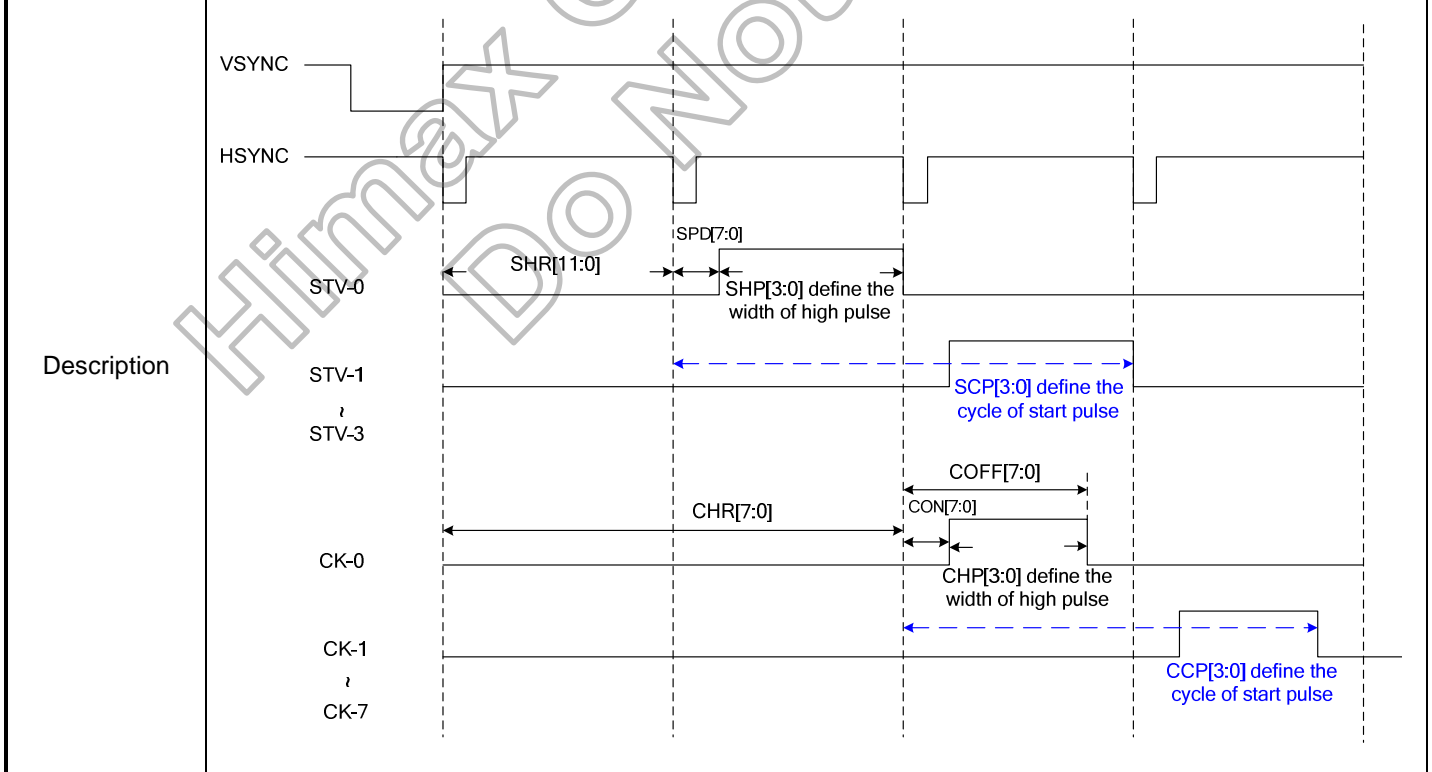 Himax C
Do Not
VSYNC
HSYNC
SPD[7:0]
SHR[11:0]
STV-0
SHP[3:0] define the
width of high pulse
Description
STV-1
~
STV-3
SCP[3:0] define the
cycle of start pulse
COFF[7:0]
CHR[7:0]
CON[7:0]
CK-0
CHP[3:0] define the
width of high pulse
CK-1
~
CK-7
CCP[3:0] define the
cycle of start pulse